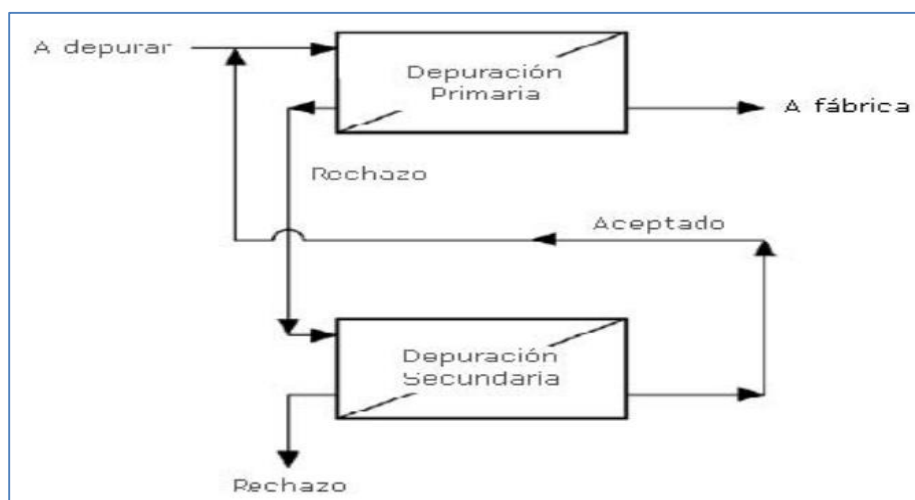 A depurar
Depuración
Primaria
A fábrica
Rechazo
Aceptado
Depuración
Secundaria
Rechazo